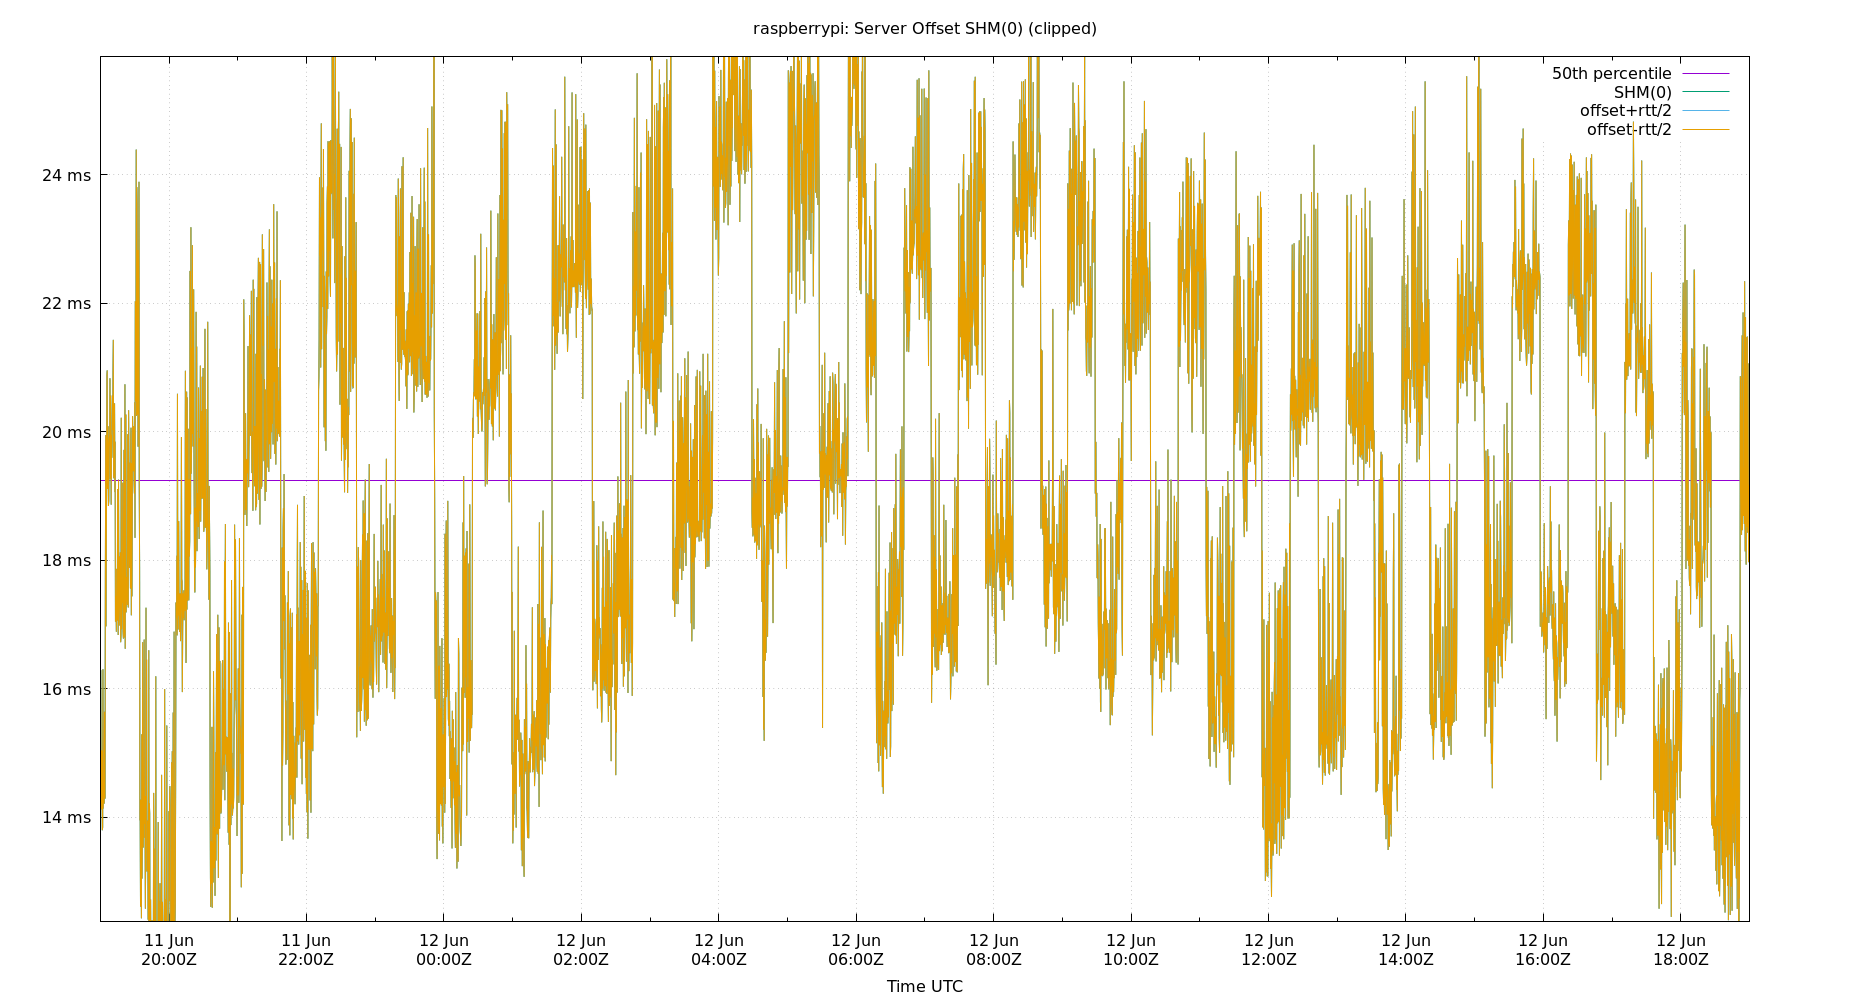 raspberrypi: Server Offset SHM(0) (clipped)
50th percentile
SHM(0)
offset+rtt/2
offset-rtt/2
24 ms
22 ms
20 ms
18 ms
16 ms
14 ms
11 Jun 11 Jun 12 Jun 12 Jun 12 Jun 12 Jun 12 Jun 12 Jun 12 Jun 12 Jun 12 Jun 12 Jun
20:00Z 22:00Z 00:00Z 02:00Z 04:00Z 06:00Z 08:00Z 10:00Z 12:00Z 14:00Z 16:00Z 18:00Z
Time UTC